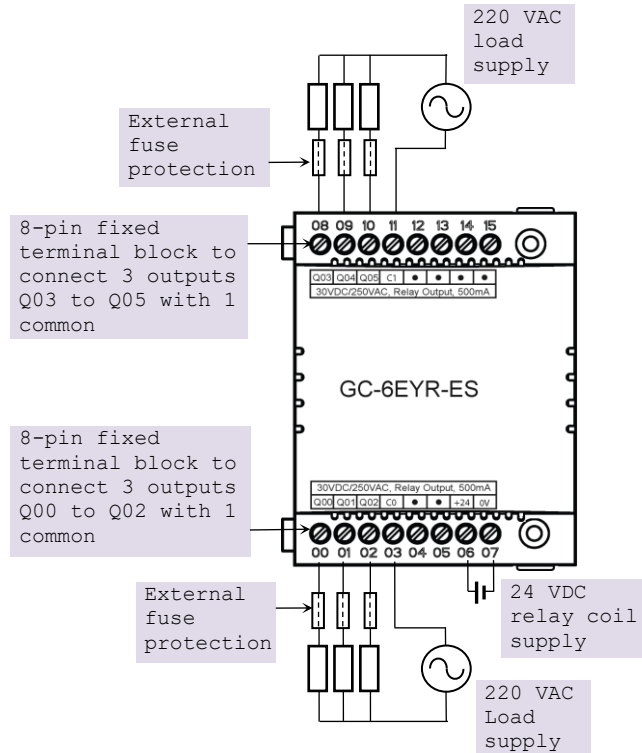 220 VAC
load
supply
External
fuse
protection
8-pin fixed
terminal block to
connect 3 outputs
Q03 to Q05 with 1
common
08 09 10 11 12 13 14 15
Q03 Q04 Q05 C1 • • • •
30VDC/250VAC, Relay Output, 500mA
GC-6EYR-ES
8-pin fixed
terminal block to
connect 3 outputs
Q00 to Q02 with 1
common
30VDC/250VAC, Relay Output, 500mA
Q00 Q01 Q02 C0 • • +24 0V
00 01 02 03 04 05 06 07
External
fuse
protection
24 VDC
relay coil
supply
220 VAC
Load
supply